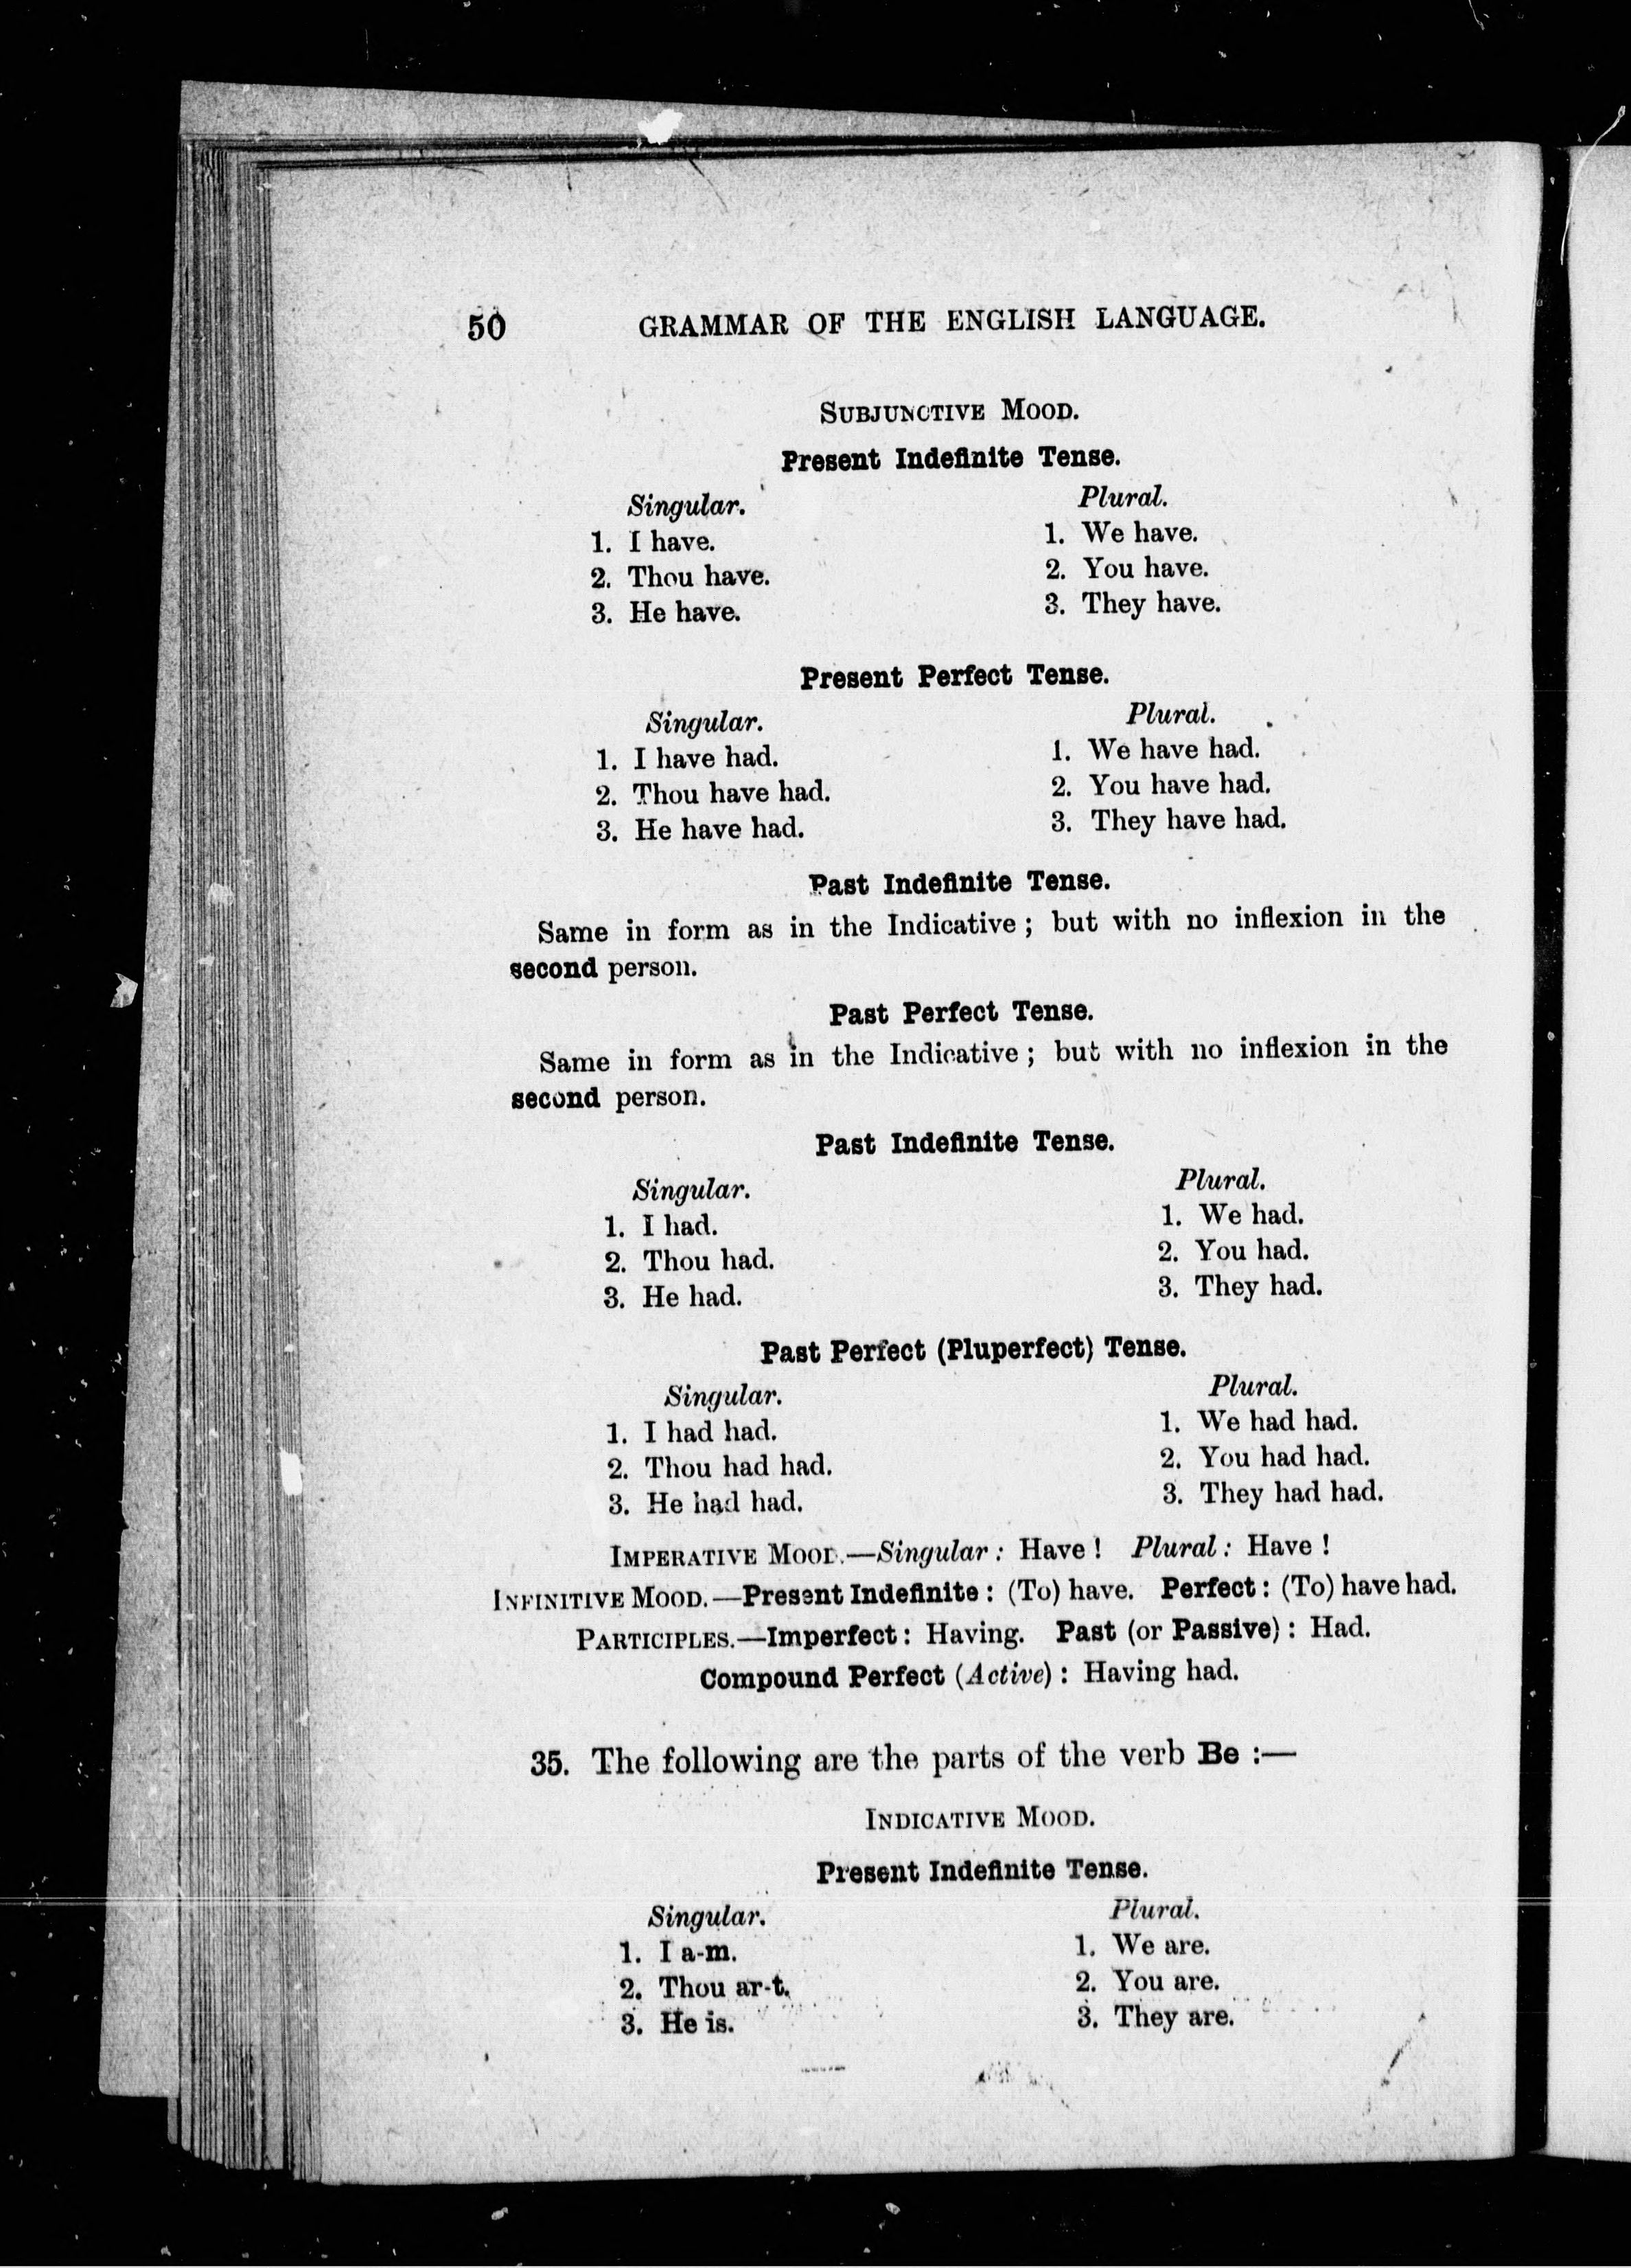 50 GRAMMAR OF THE ENGLISH LANGUAGE.
SUBJUNCTIVE MOOD.
Present Indefinite Tense.
Singular. Plural.
1. I have. 1. We have.
2. Thou have. 2. You have.
3. He have. 3. They have.
Present Perfect Tense.
Singular. Plural.
1. I have had. 1. We have had.
2. Thou have had. 2. You have had.
3. He have had. 3. They have had.
Past Indefinite Tense.
Same in form as in the Indicative; but with no inflexion in the
second person.
Past Perfect Tense.
Same in form as in the Indicative; but with no inflexion in the
second person.
Past Indefinite Tense.
Singular. Plural.
1. I had. 1. We had.
2. Thou had. 2. You had.
3. He had. 3. They had.
Past Perfect (Pluperfect) Tense.
Singular. Plural.
1. I had had. 1. We had had.
2. Thou had had. 2. You had had.
3. He had had. 3. They had had.
IMPERATIVE MOOD.—Singular: Have! Plural: Have!
INFINITIVE MOOD.—Present Indefinite: (To) have. Perfect: (To) have had.
PARTICIPLES.—Imperfect: Having. Past (or Passive): Had.
Compound Perfect (Active): Having had.
35. The following are the parts of the verb Be:—
INDICATIVE MOOD.
Present Indefinite Tense.
Singular. Plural.
1. I a-m. 1. We are.
2. Thou ar-t. 2. You are.
3. He is. 3. They are.